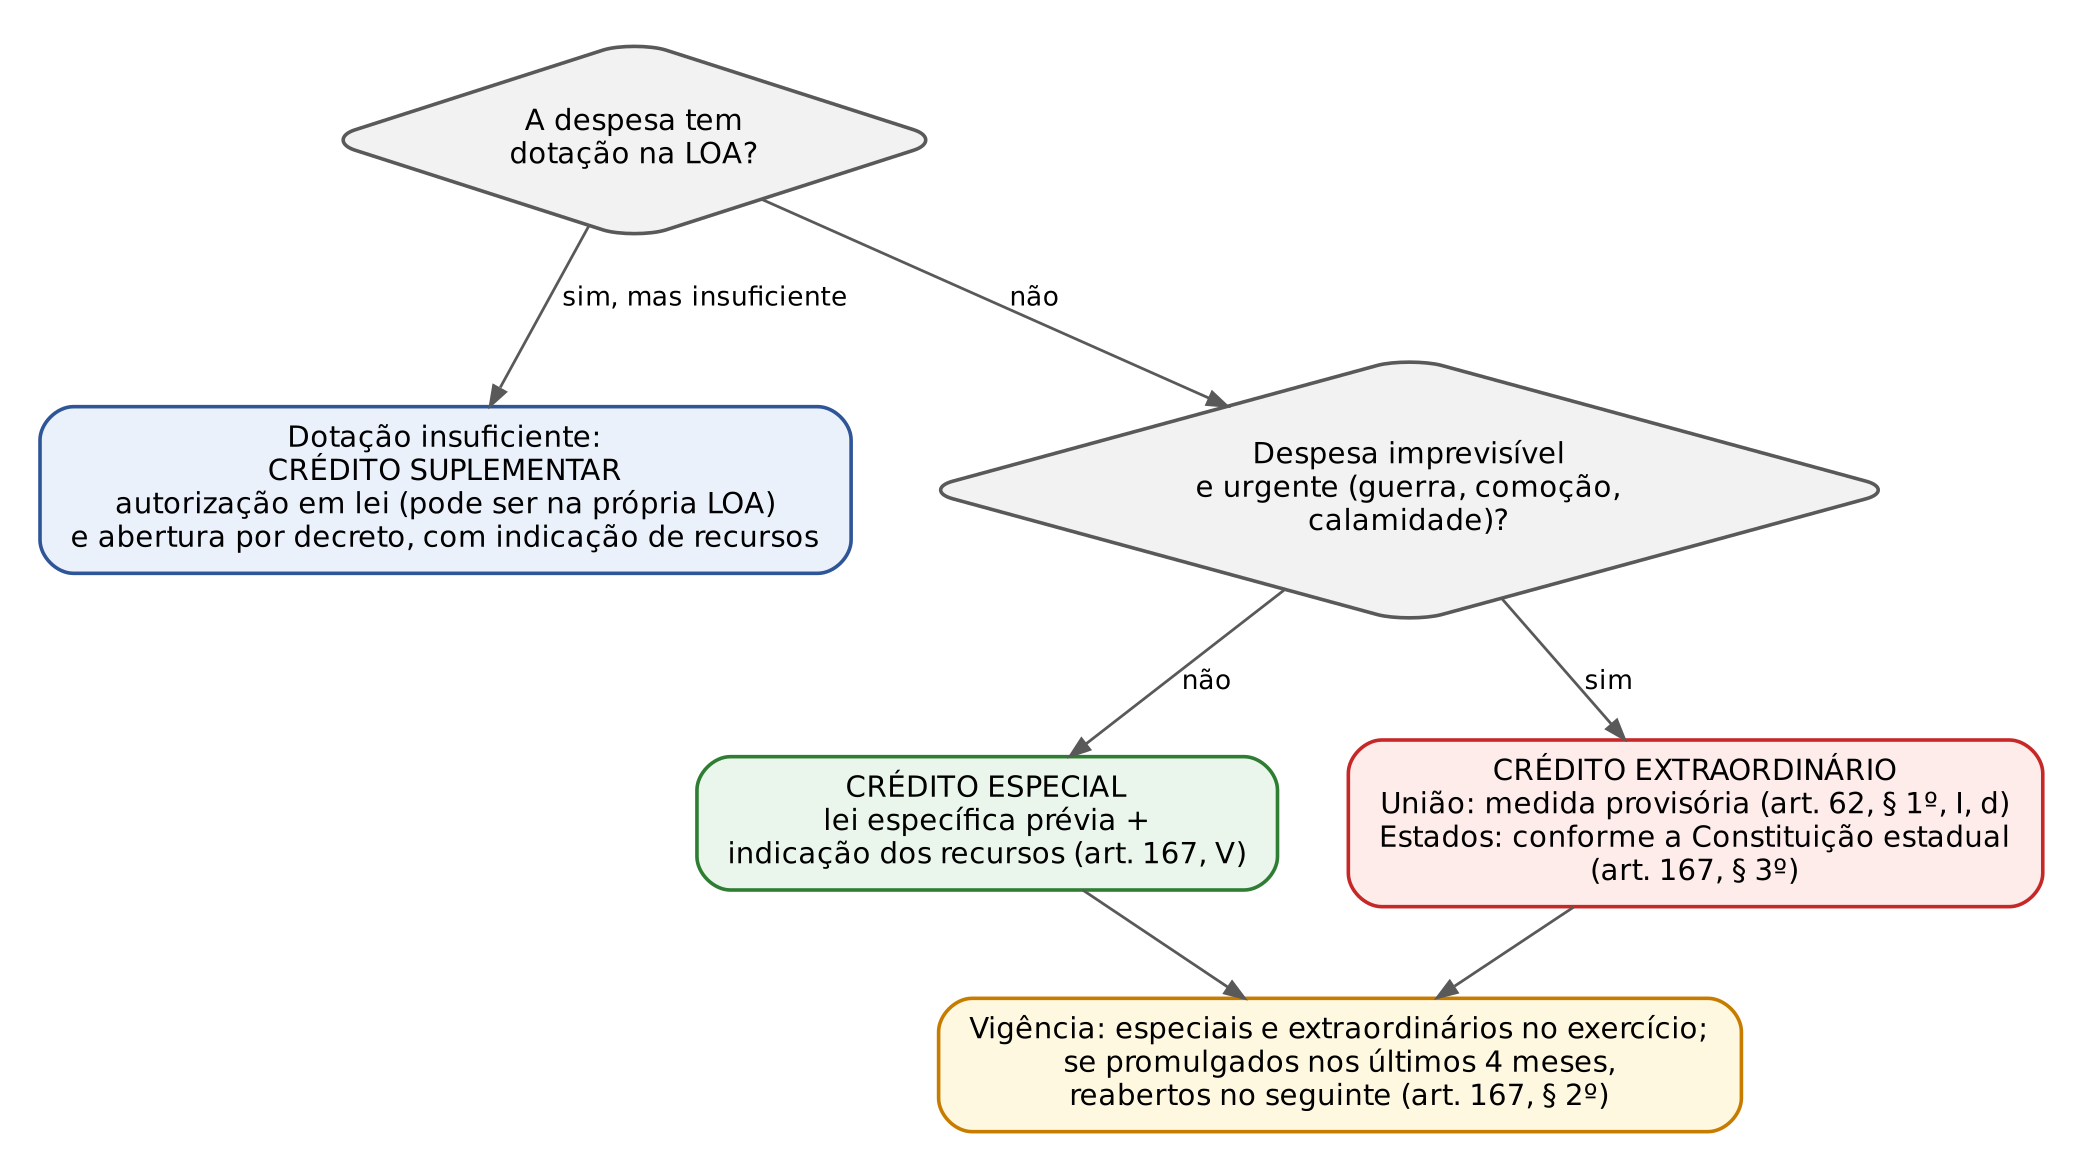 A despesa tem
dotação na LOA?
sim, mas insuficiente
não
Dotação insuficiente:
CRÉDITO SUPLEMENTAR
autorização em lei (pode ser na própria LOA)
e abertura por decreto, com indicação de recursos
Despesa imprevisível
e urgente (guerra, comoção,
calamidade)?
não
sim
CRÉDITO ESPECIAL
lei específica prévia +
indicação dos recursos (art. 167, V)
CRÉDITO EXTRAORDINÁRIO
União: medida provisória (art. 62, § 1º, I, d)
Estados: conforme a Constituição estadual
(art. 167, § 3º)
Vigência: especiais e extraordinários no exercício;
se promulgados nos últimos 4 meses,
reabertos no seguinte (art. 167, § 2º)